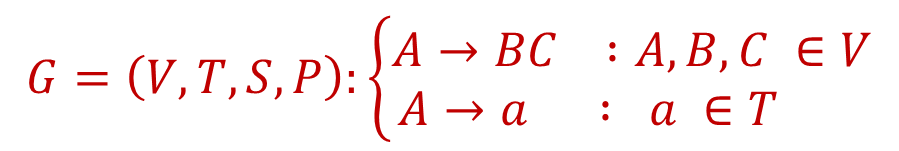 G = (V, T, S, P): { A → BC : A, B, C ∈ V
A → a : a ∈ T